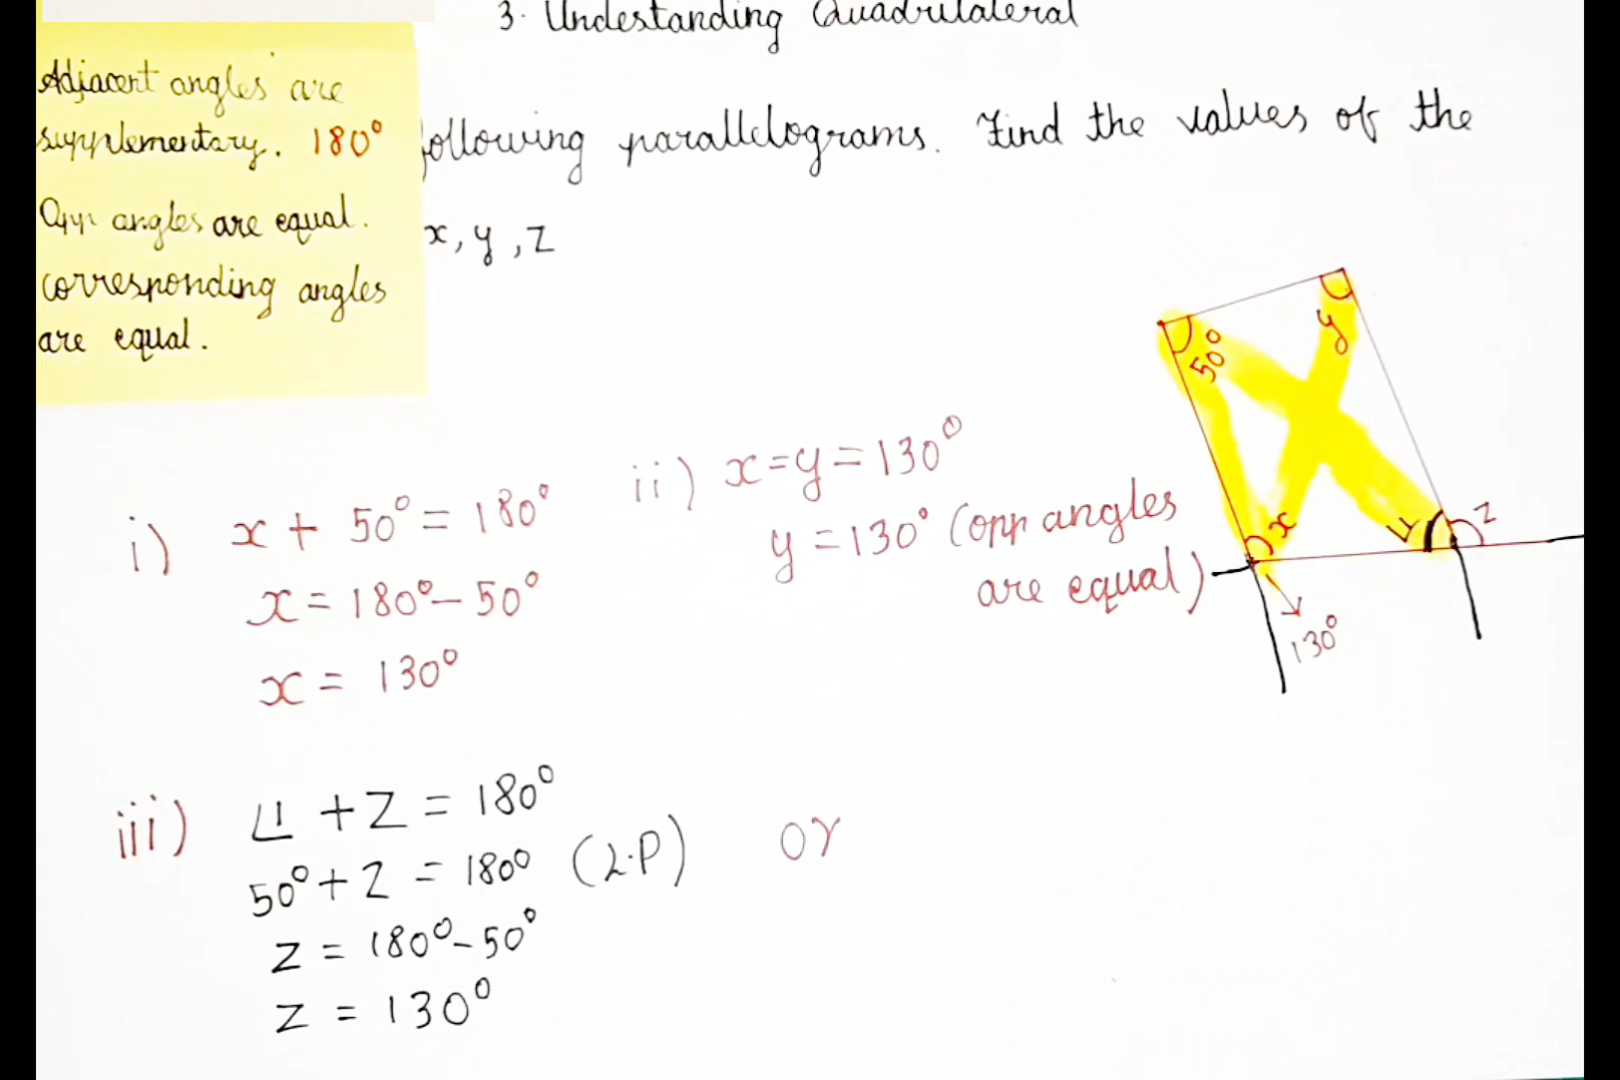 3. Undestanding Quadrilateral
Adjacent angles are
supplementary. 180°
Opp angles are equal.
corresponding angles
are equal.
following parallelograms. Find the values of the
x, y, z
i) x + 50° = 180°
x = 180° - 50°
x = 130°
ii) x = y = 130°
y = 130° (opp angles
are equal)
50°
y
x
∠1
z
130°
iii) ∠1 + z = 180°
50° + z = 180° (L.P)
z = 180° - 50°
z = 130°
or